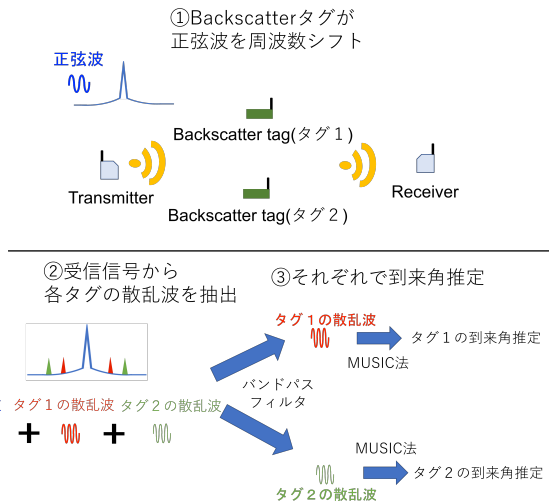 ①Backscatterタグが
正弦波を周波数シフト
正弦波
Backscatter tag(タグ１)
Transmitter
Receiver
Backscatter tag(タグ２)
②受信信号から
各タグの散乱波を抽出
③それぞれで到来角推定
タグ１の散乱波
タグ１の到来角推定
MUSIC法
バンドパス
フィルタ
タグ１の散乱波 タグ２の散乱波
MUSIC法
タグ２の到来角推定
タグ２の散乱波